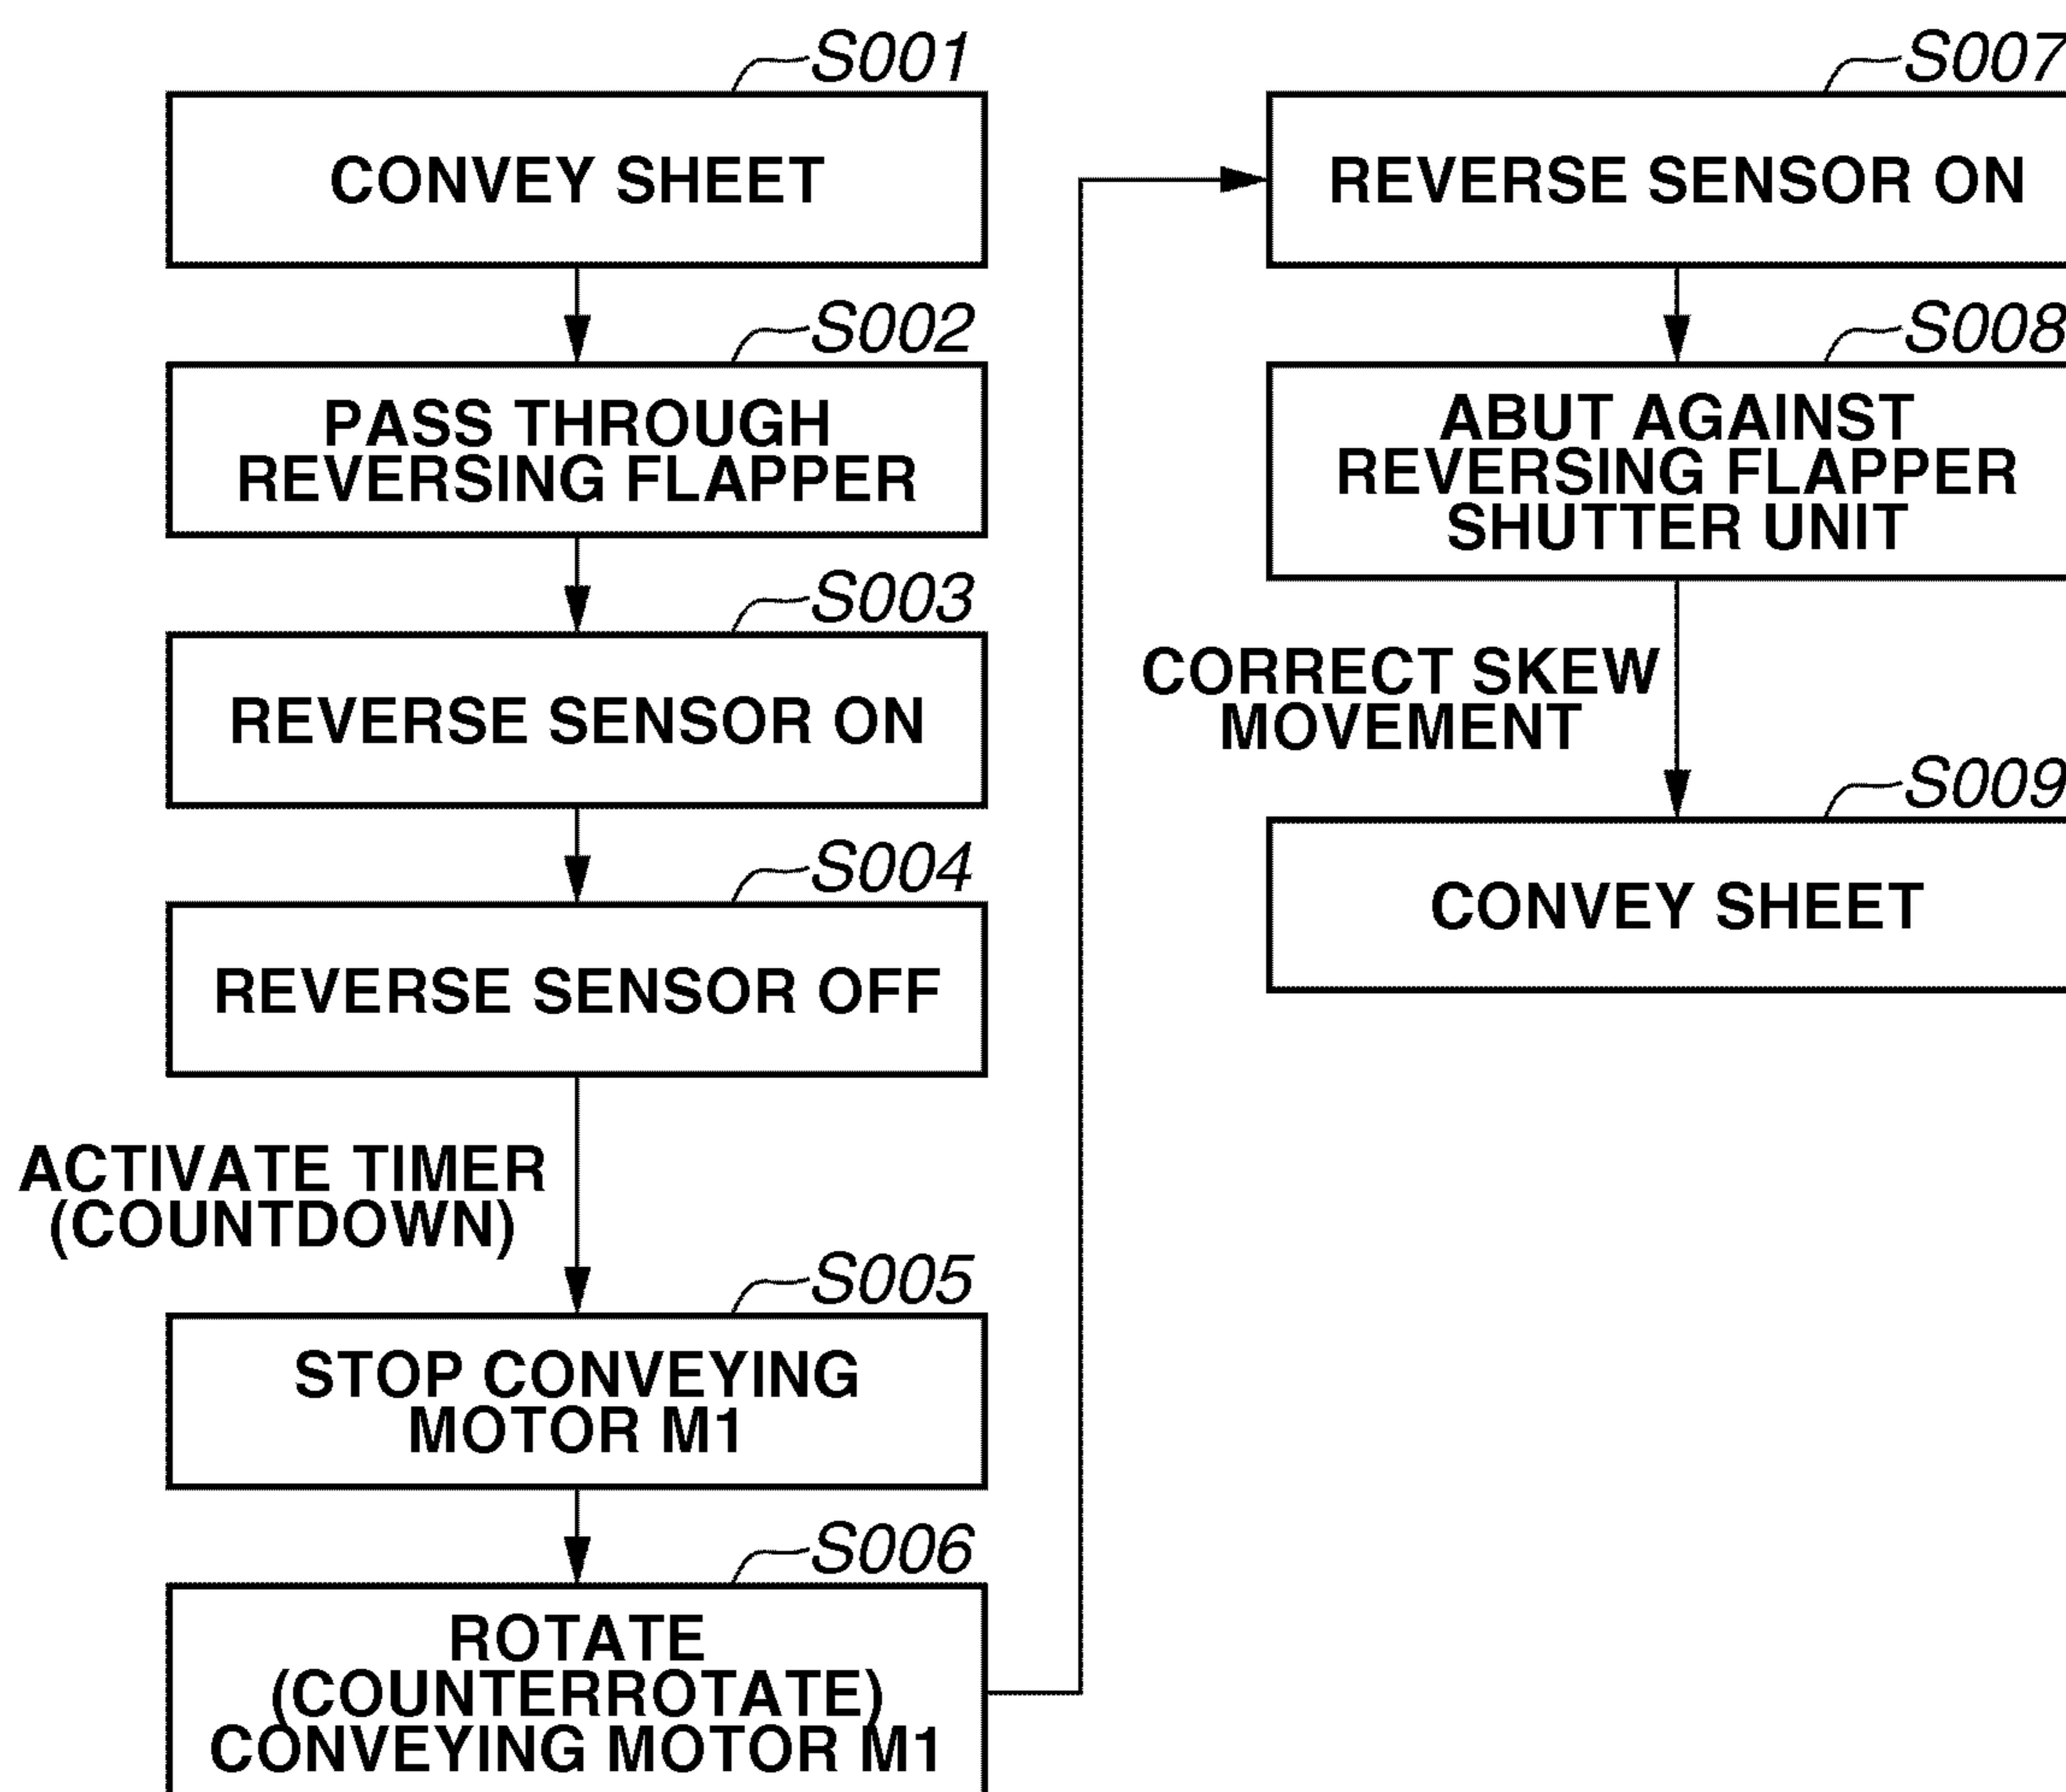 S001
CONVEY SHEET
S002
PASS THROUGH
REVERSING FLAPPER
S003
REVERSE SENSOR ON
S004
REVERSE SENSOR OFF
ACTIVATE TIMER
(COUNTDOWN)
S005
STOP CONVEYING
MOTOR M1
S006
ROTATE
(COUNTERROTATE)
CONVEYING MOTOR M1
S007
REVERSE SENSOR ON
S008
ABUT AGAINST
REVERSING FLAPPER
SHUTTER UNIT
CORRECT SKEW
MOVEMENT
S009
CONVEY SHEET